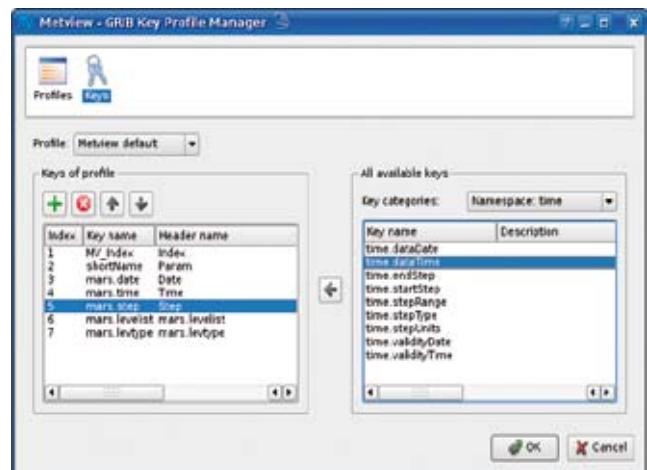 Metview - GRIB Key Profile Manager
Profiles Keys
Profile: Metview default
Keys of profile
Index Key name Header name
1 MV_Index Index
2 shortName Param
3 mars.date Date
4 mars.time Time
5 mars.step Step
6 mars.levelist mars.levelist
7 mars.levtype mars.levtype
All available keys
Key categories: Namespace: time
Key name Description
time.dataDate
time.dataTime
time.endStep
time.startStep
time.stepRange
time.stepType
time.stepUnits
time.validityDate
time.validityTime
OK Cancel